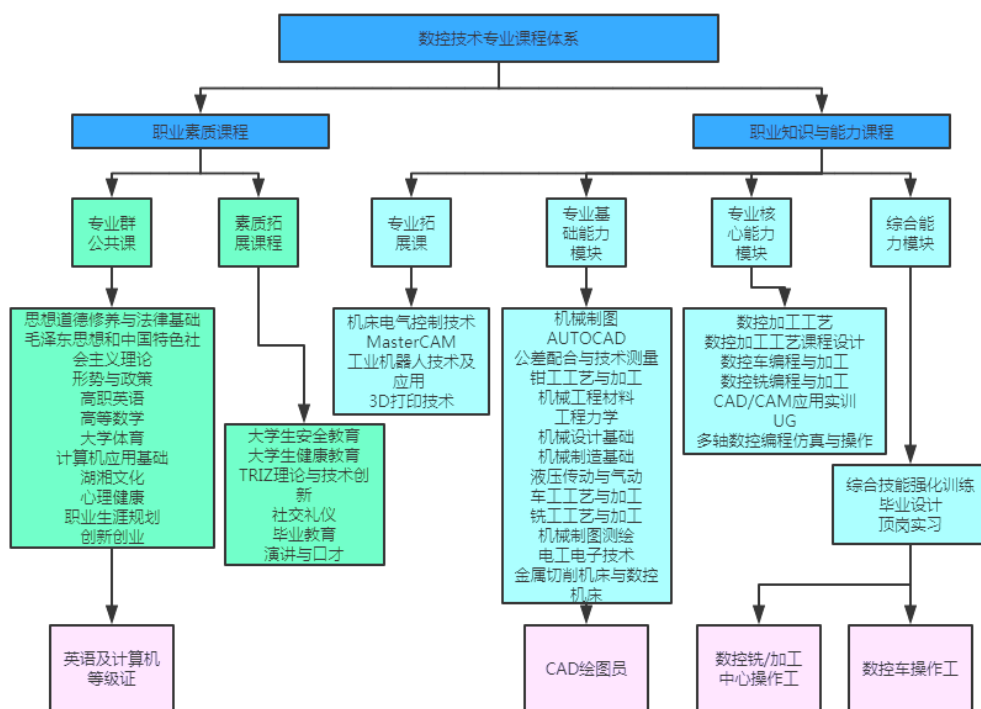 数控技术专业课程体系
职业素质课程
职业知识与能力课程
专业群
公共课
素质拓
展课程
专业拓
展课
专业基
础能力
模块
专业核
心能力
模块
综合能
力模块
思想道德修养与法律基础
毛泽东思想和中国特色社
会主义理论
形势与政策
高职英语
高等数学
大学体育
计算机应用基础
湖湘文化
心理健康
职业生涯规划
创新创业
大学生安全教育
大学生健康教育
TRIZ理论与技术创
新
社交礼仪
毕业教育
演讲与口才
机床电气控制技术
MasterCAM
工业机器人技术及
应用
3D打印技术
机械制图
AUTOCAD
公差配合与技术测量
钳工工艺与加工
机械工程材料
工程力学
机械设计基础
机械制造基础
液压传动与气动
车工工艺与加工
铣工工艺与加工
机械制图测绘
电工电子技术
金属切削机床与数控
机床
数控加工工艺
数控加工工艺课程设计
数控车编程与加工
数控铣编程与加工
CAD/CAM应用实训
UG
多轴数控编程仿真与操作
综合技能强化训练
毕业设计
顶岗实习
英语及计算机
等级证
CAD绘图员
数控铣/加工
中心操作工
数控车操作工